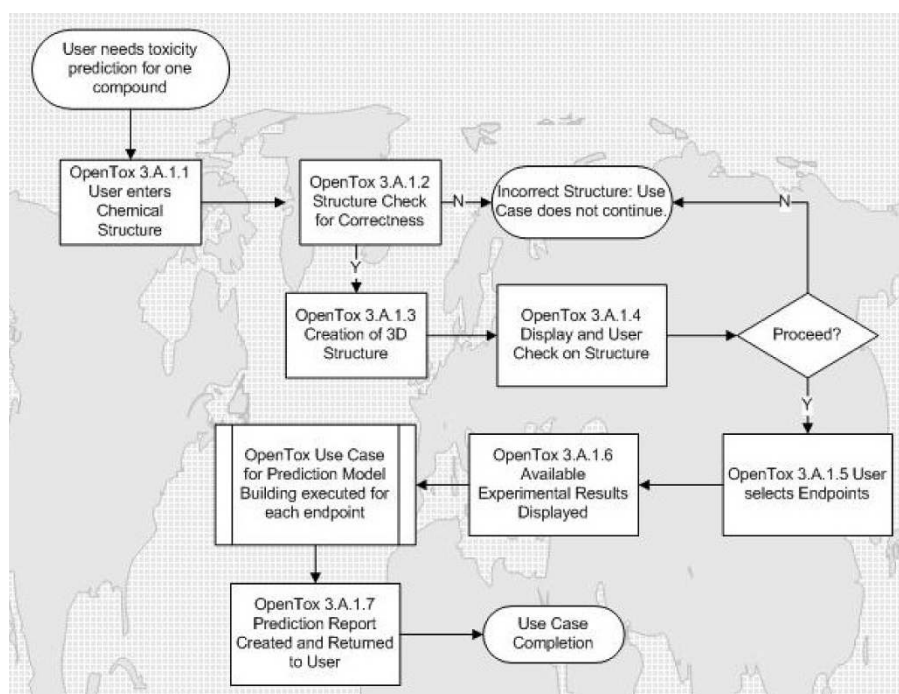 User needs toxicity
prediction for one
compound
OpenTox 3.A.1.1
User enters
Chemical
Structure
OpenTox 3.A.1.2
Structure Check
for Correctness
N
Incorrect Structure: Use
Case does not continue.
N
Y
OpenTox 3.A.1.3
Creation of 3D
Structure
OpenTox 3.A.1.4
Display and User
Check on Structure
Proceed?
Y
OpenTox Use Case
for Prediction Model
Building executed for
each endpoint
OpenTox 3.A.1.6
Available
Experimental Results
Displayed
OpenTox 3.A.1.5 User
selects Endpoints
OpenTox 3.A.1.7
Prediction Report
Created and Returned
to User
Use Case
Completion